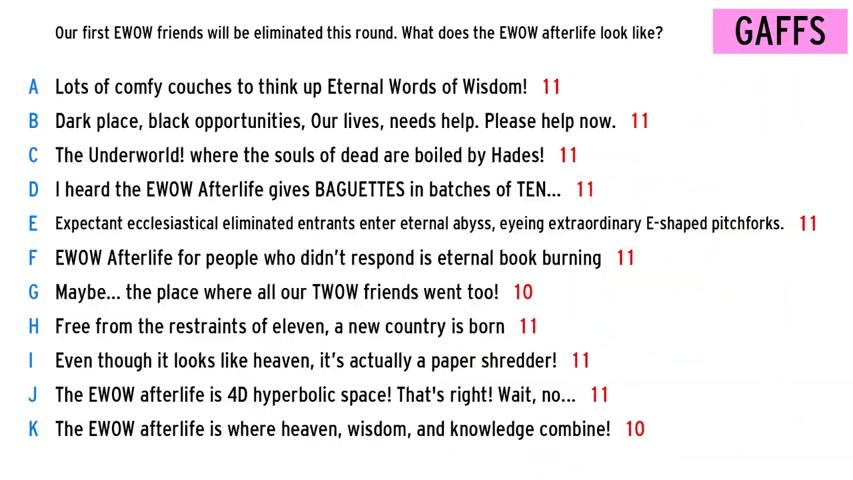 Our first EWOW friends will be eliminated this round. What does the EWOW afterlife look like?
GAFFS
A Lots of comfy couches to think up Eternal Words of Wisdom! 11
B Dark place, black opportunities, Our lives, needs help. Please help now. 11
C The Underworld! where the souls of dead are boiled by Hades! 11
D I heard the EWOW Afterlife gives BAGUETTES in batches of TEN... 11
E Expectant ecclesiastical eliminated entrants enter eternal abyss, eyeing extraordinary E-shaped pitchforks. 11
F EWOW Afterlife for people who didn’t respond is eternal book burning 11
G Maybe... the place where all our TWOW friends went too! 10
H Free from the restraints of eleven, a new country is born 11
I Even though it looks like heaven, it’s actually a paper shredder! 11
J The EWOW afterlife is 4D hyperbolic space! That's right! Wait, no... 11
K The EWOW afterlife is where heaven, wisdom, and knowledge combine! 10